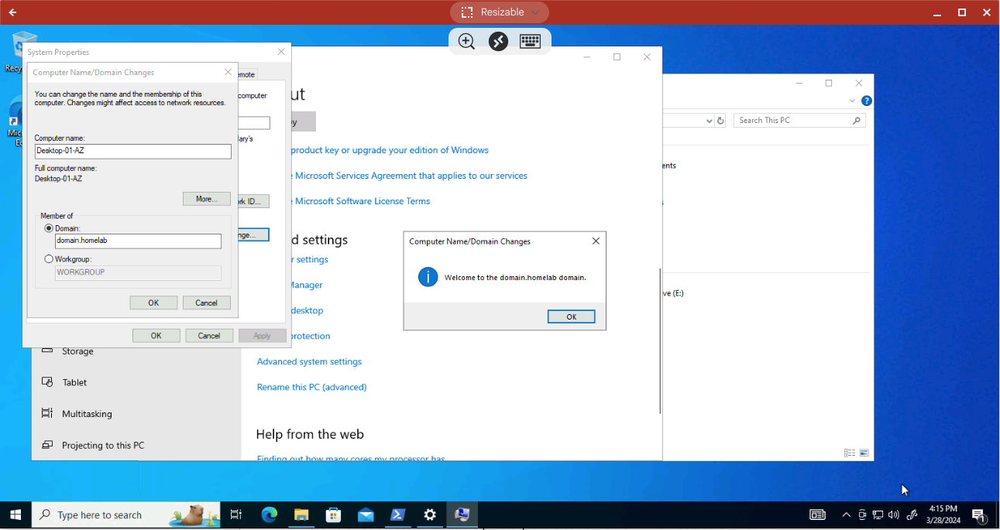 Resizable
Recy
Mic
Ec
System Properties
Computer Name/Domain Changes
You can change the name and the membership of this
computer. Changes might affect access to network resources.
Computer name:
Desktop-01-AZ
Full computer name:
Desktop-01-AZ
More...
Member of
Domain:
domain.homelab
Workgroup:
WORKGROUP
OK
Cancel
emote
computer
ary's
rk ID...
nge...
OK
Cancel
Apply
Storage
Tablet
Multitasking
Projecting to this PC
ut
y
product key or upgrade your edition of Windows
Microsoft Services Agreement that applies to our services
Microsoft Software License Terms
d settings
r settings
Manager
desktop
protection
Advanced system settings
Rename this PC (advanced)
Help from the web
Finding out how many cores my processor has
Computer Name/Domain Changes
Welcome to the domain.homelab domain.
OK
Search This PC
ents
s
ve (E:)
Type here to search
4:15 PM
3/28/2024
1